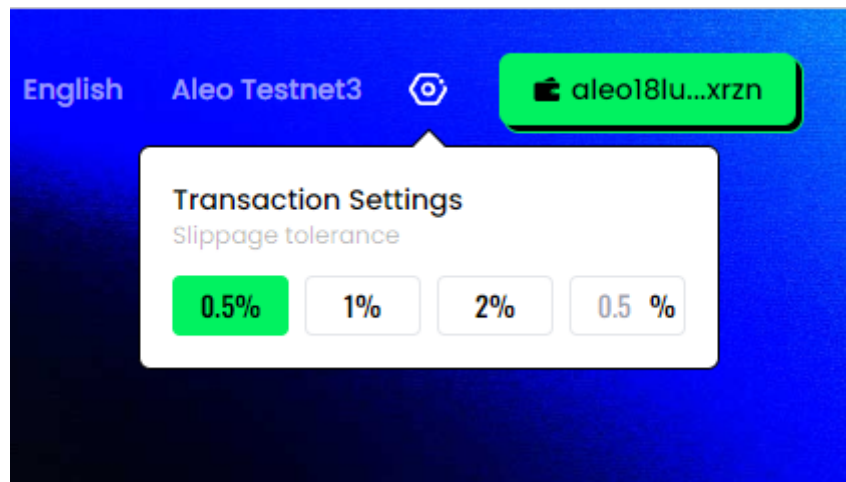 English Aleo Testnet3 aleo18lu...xrzn
Transaction Settings
Slippage tolerance
0.5% 1% 2% 0.5 %